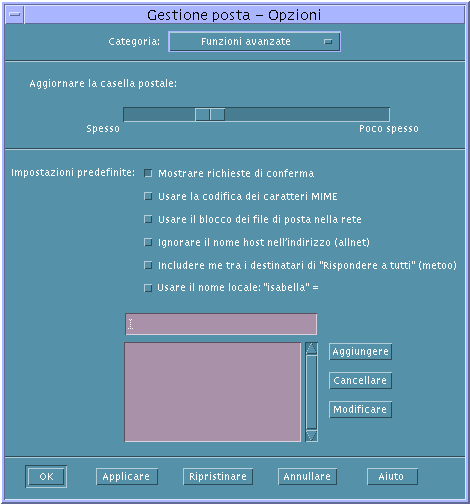 Gestione posta – Opzioni
Categoria: Funzioni avanzate
Aggiornare la casella postale:
Spesso Poco spesso
Impostazioni predefinite: Mostrare richieste di conferma
Usare la codifica dei caratteri MIME
Usare il blocco dei file di posta nella rete
Ignorare il nome host nell'indirizzo (allnet)
Includere me tra i destinatari di "Rispondere a tutti" (metoo)
Usare il nome locale: "isabella" =
Aggiungere
Cancellare
Modificare
OK Applicare Ripristinare Annullare Aiuto